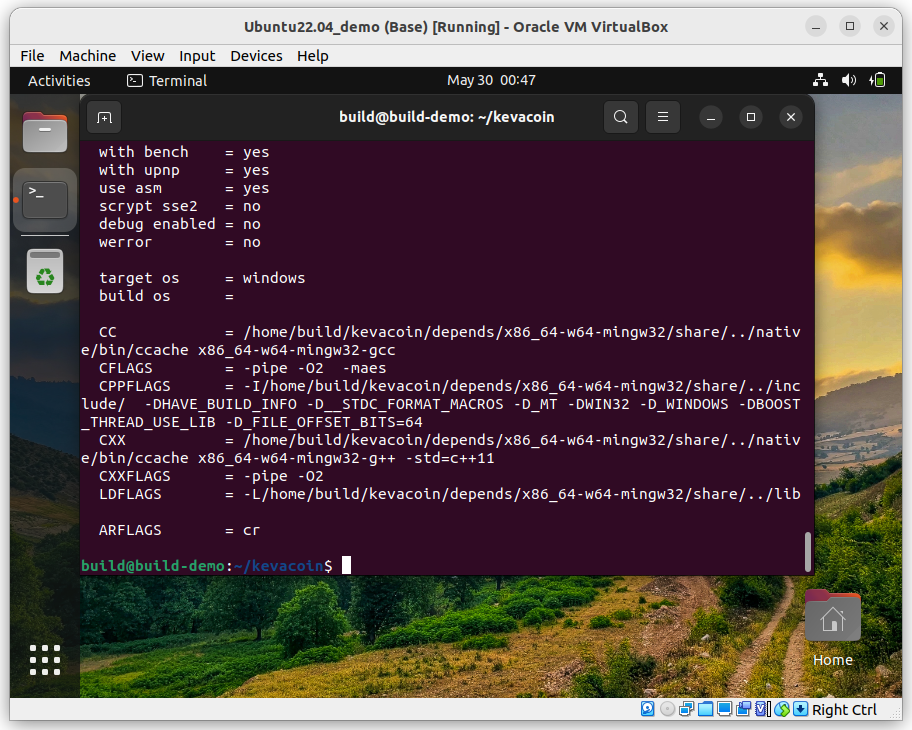 Ubuntu22.04_demo (Base) [Running] - Oracle VM VirtualBox
File Machine View Input Devices Help
Activities Terminal May 30 00:47
build@build-demo: ~/kevacoin
with bench = yes
with upnp = yes
use asm = yes
scrypt sse2 = no
debug enabled = no
werror = no
target os = windows
build os =
CC = /home/build/kevacoin/depends/x86_64-w64-mingw32/share/../nativ
e/bin/ccache x86_64-w64-mingw32-gcc
CFLAGS = -pipe -O2 -maes
CPPFLAGS = -I/home/build/kevacoin/depends/x86_64-w64-mingw32/share/../inc
lude/ -DHAVE_BUILD_INFO -D__STDC_FORMAT_MACROS -D_MT -DWIN32 -D_WINDOWS -DBOOST
_THREAD_USE_LIB -D_FILE_OFFSET_BITS=64
CXX = /home/build/kevacoin/depends/x86_64-w64-mingw32/share/../nativ
e/bin/ccache x86_64-w64-mingw32-g++ -std=c++11
CXXFLAGS = -pipe -O2
LDFLAGS = -L/home/build/kevacoin/depends/x86_64-w64-mingw32/share/../lib
ARFLAGS = cr
build@build-demo:~/kevacoin$
Home
Right Ctrl